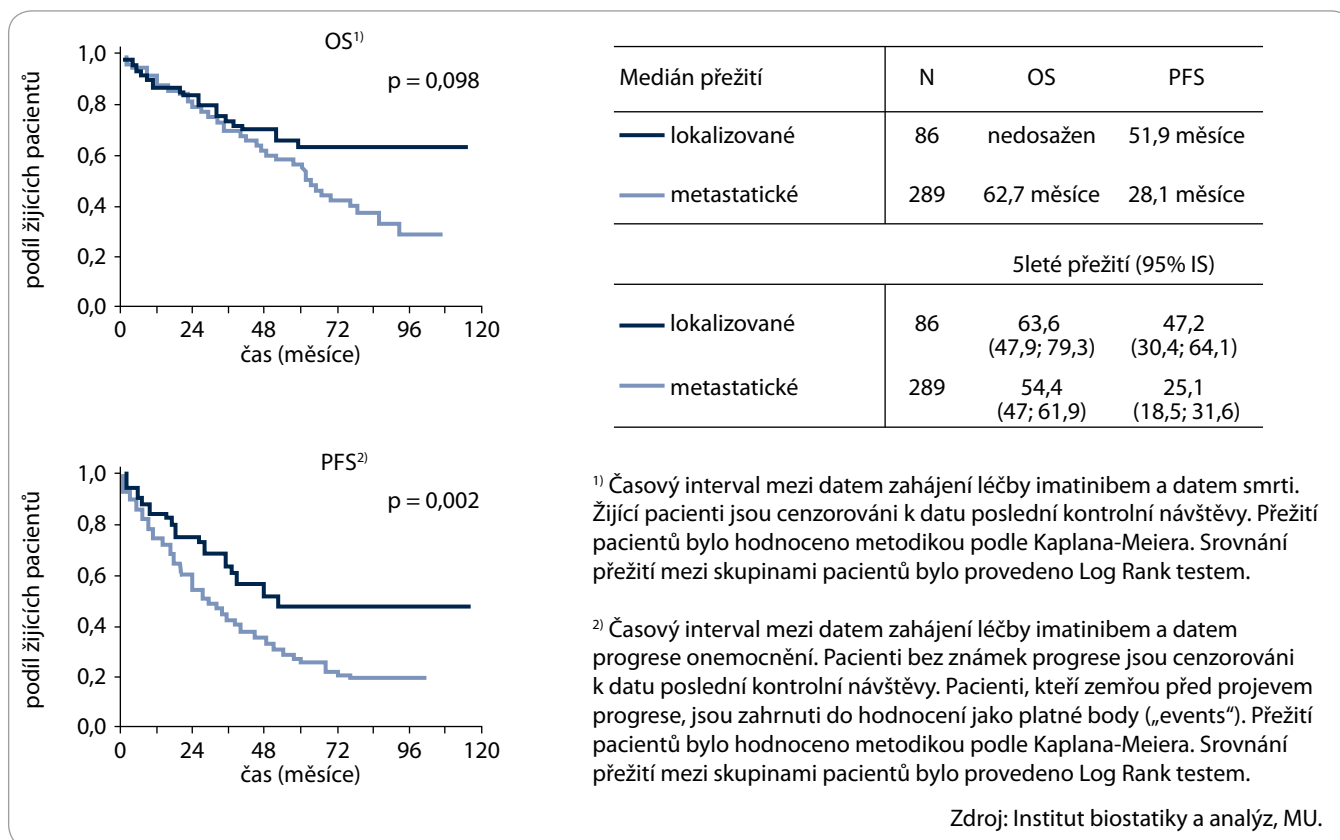 OS1)
p = 0,098
podíl žijících pacientů
1,0
0,8
0,6
0,4
0,2
0,0
0 24 48 72 96 120
čas (měsíce)
Medián přežití N OS PFS
lokalizované 86 nedosažen 51,9 měsíce
metastatické 289 62,7 měsíce 28,1 měsíce
5leté přežití (95% IS)
lokalizované 86 63,6 47,2
(47,9; 79,3) (30,4; 64,1)
metastatické 289 54,4 25,1
(47; 61,9) (18,5; 31,6)
PFS2)
p = 0,002
podíl žijících pacientů
1,0
0,8
0,6
0,4
0,2
0,0
0 24 48 72 96 120
čas (měsíce)
1) Časový interval mezi datem zahájení léčby imatinibem a datem smrti.
Žijící pacienti jsou cenzorováni k datu poslední kontrolní návštěvy. Přežití
pacientů bylo hodnoceno metodikou podle Kaplana-Meiera. Srovnání
přežití mezi skupinami pacientů bylo provedeno Log Rank testem.
2) Časový interval mezi datem zahájení léčby imatinibem a datem
progrese onemocnění. Pacienti bez známek progrese jsou cenzorováni
k datu poslední kontrolní návštěvy. Pacienti, kteří zemřou před projevem
progrese, jsou zahrnuti do hodnocení jako platné body („events“). Přežití
pacientů bylo hodnoceno metodikou podle Kaplana-Meiera. Srovnání
přežití mezi skupinami pacientů bylo provedeno Log Rank testem.
Zdroj: Institut biostatiky a analýz, MU.